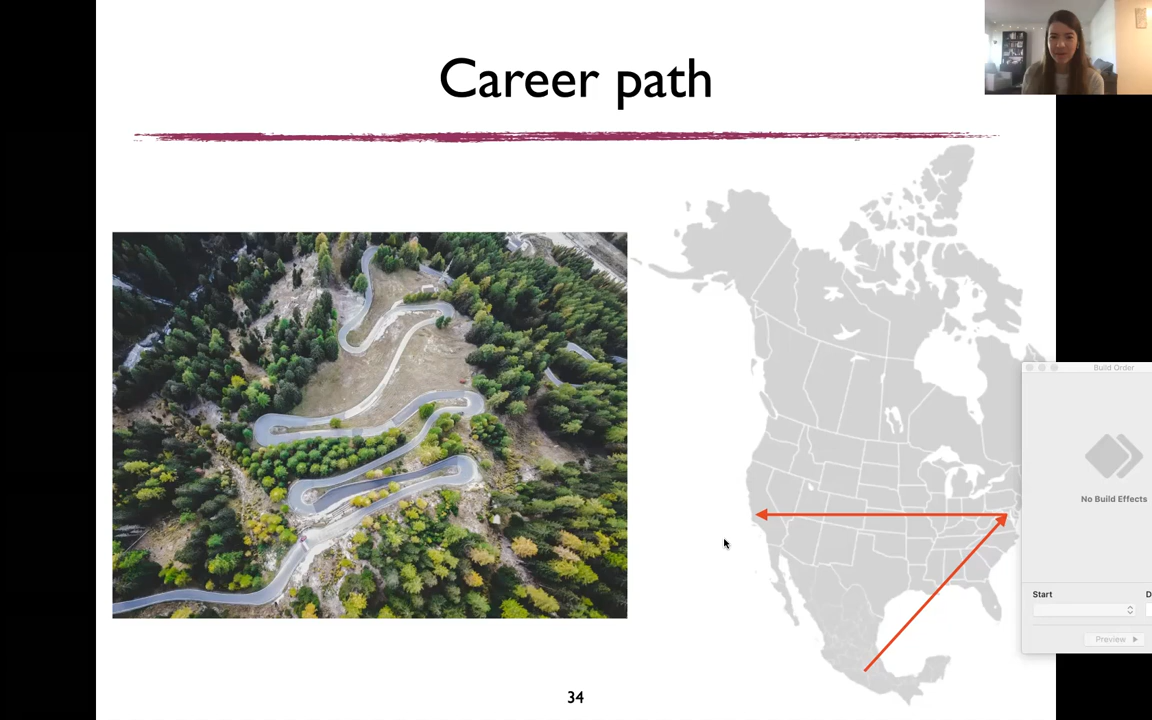 Career path
Build Order
No Build Effects
Start
D
Preview
34